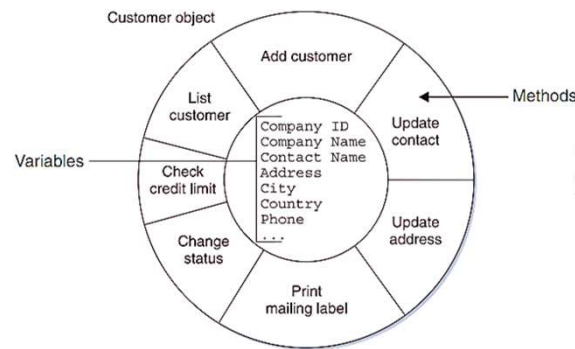 Customer object
Add customer
List
customer
Methods
Update
contact
Variables
Company ID
Company Name
Contact Name
Address
City
Country
Phone
...
Check
credit limit
Change
status
Update
address
Print
mailing label